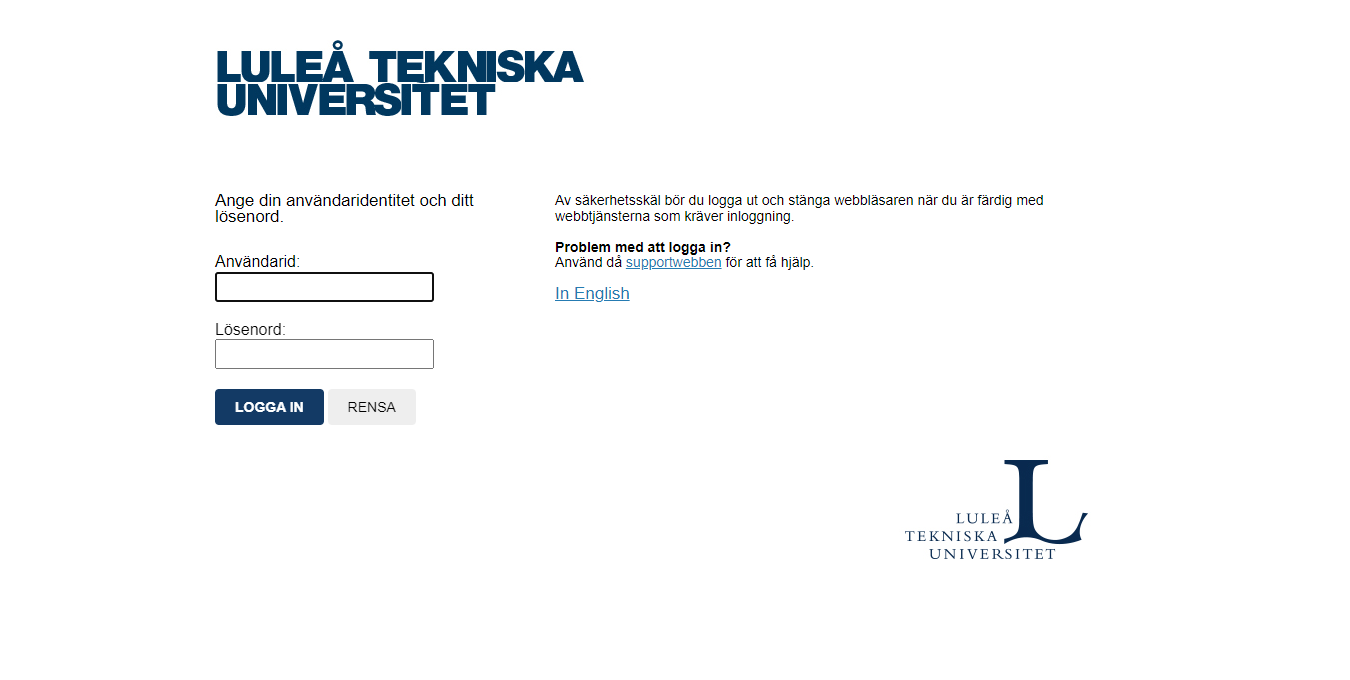 LULEÅ TEKNISKA
UNIVERSITET
Ange din användaridentitet och ditt
lösenord.
Användarid:
Lösenord:
LOGGA IN
RENSA
Av säkerhetsskäl bör du logga ut och stänga webbläsaren när du är färdig med
webbtjänsterna som kräver inloggning.
Problem med att logga in?
Använd då supportwebben för att få hjälp.
In English
L
LULEÅ
TEKNISKA
UNIVERSITET